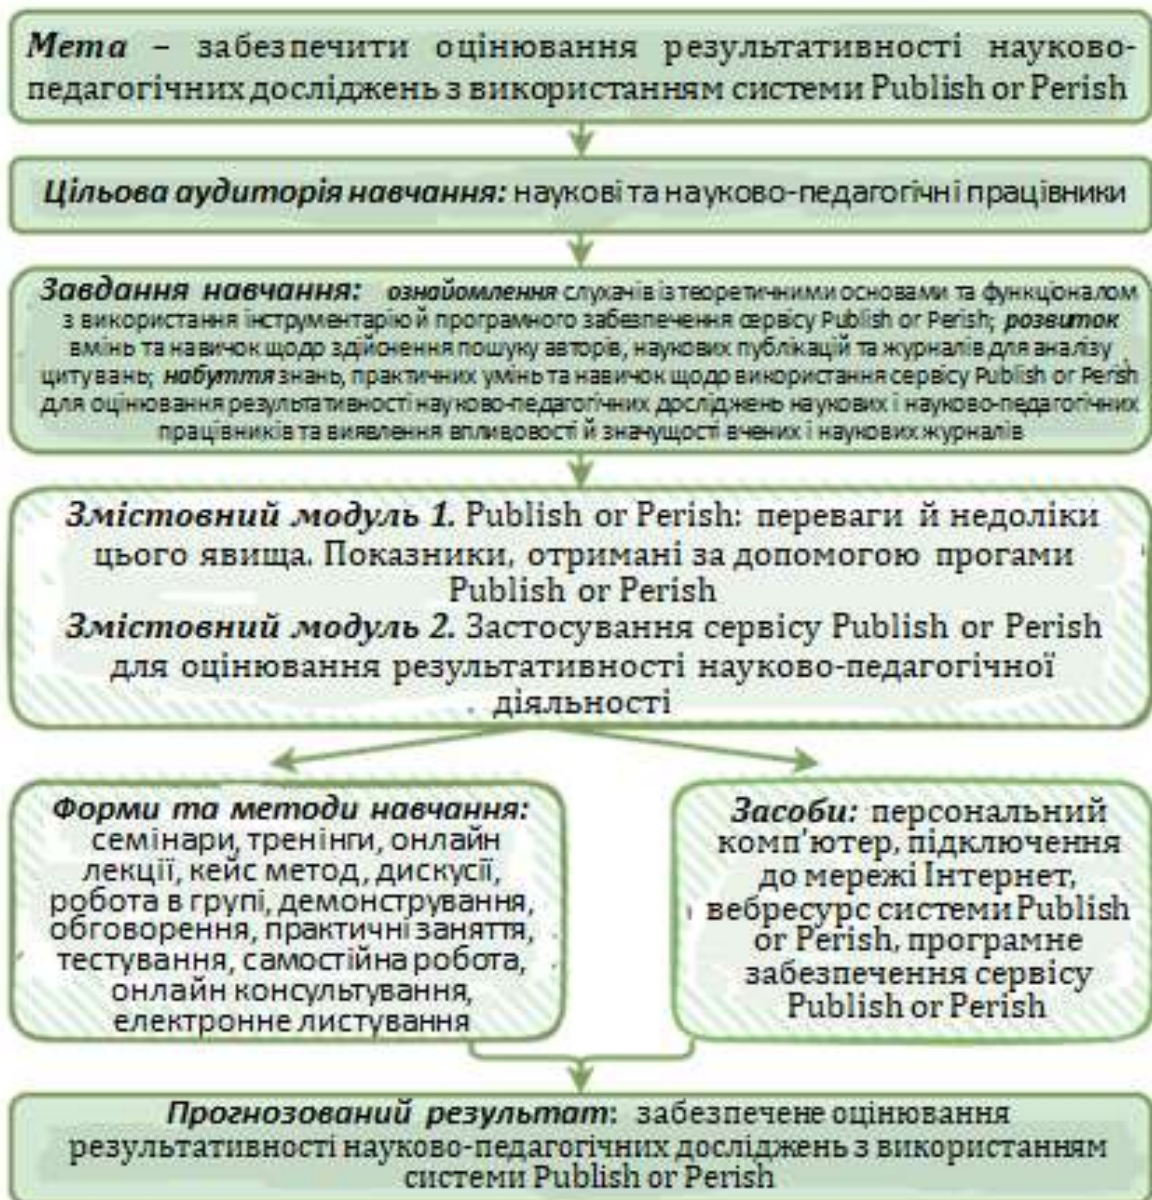 Мета – забезпечити оцінювання результативності науково-
педагогічних досліджень з використанням системи Publish or Perish
Цільова аудиторія навчання: наукові та науково-педагогічні працівники
Завдання навчання: ознайомлення слухачів із теоретичними основами та функціоналом
з використання інструментарію й програмного забезпечення сервісу Publish or Perish; розвиток
вмінь та навичок щодо здійснення пошуку авторів, наукових публікацій та журналів для аналізу
цитувань; набуття знань, практичних умінь та навичок щодо використання сервісу Publish or Perish
для оцінювання результативності науково-педагогічних досліджень наукових і науково-педагогічних
працівників та виявлення впливовості й значущості вчених і наукових журналів
Змістовний модуль 1. Publish or Perish: переваги й недоліки
цього явища. Показники, отримані за допомогою прогами
Publish or Perish
Змістовний модуль 2. Застосування сервісу Publish or Perish
для оцінювання результативності науково-педагогічної
діяльності
Форми та методи навчання:
семінари, тренінги, онлайн
лекції, кейс метод, дискусії,
робота в групі, демонстрування,
обговорення, практичні заняття,
тестування, самостійна робота,
онлайн консультування,
електронне листування
Засоби: персональний
комп'ютер, підключення
до мережі Інтернет,
вебресурс системи Publish
or Perish, програмне
забезпечення сервісу
Publish or Perish
Прогнозований результат: забезпечене оцінювання
результативності науково-педагогічних досліджень з використанням
системи Publish or Perish